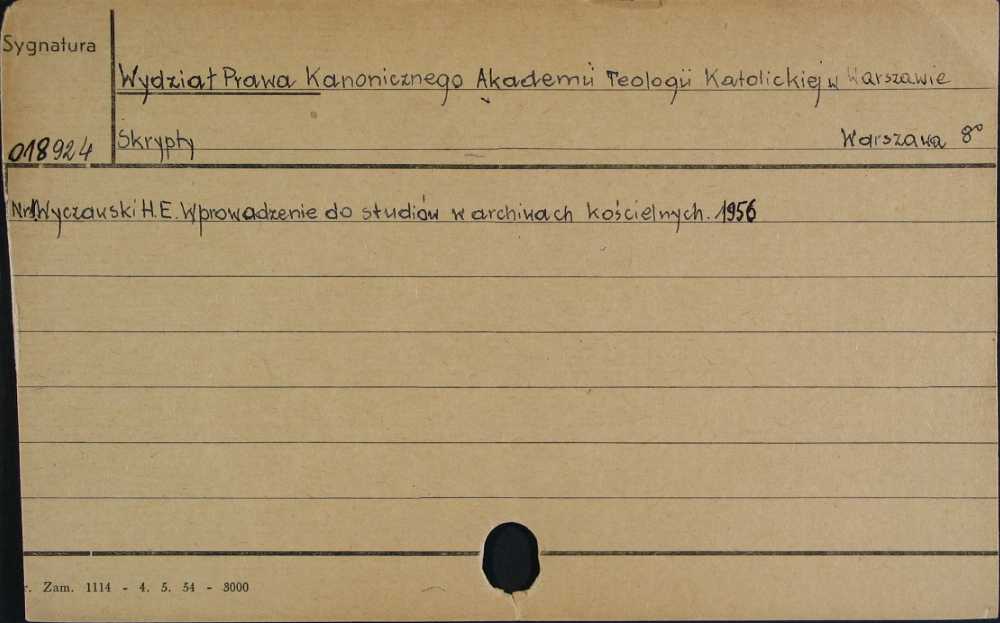 Sygnatura
Wydział Prawa Kanonicznego Akademii Teologii Katolickiej w Warszawie
018924 Skrypty Warszawa 8°
Nr1 Wyczawski H.E. Wprowadzenie do studiów w archiwach kościelnych. 1956
r. Zam. 1114 - 4. 5. 54 - 3000